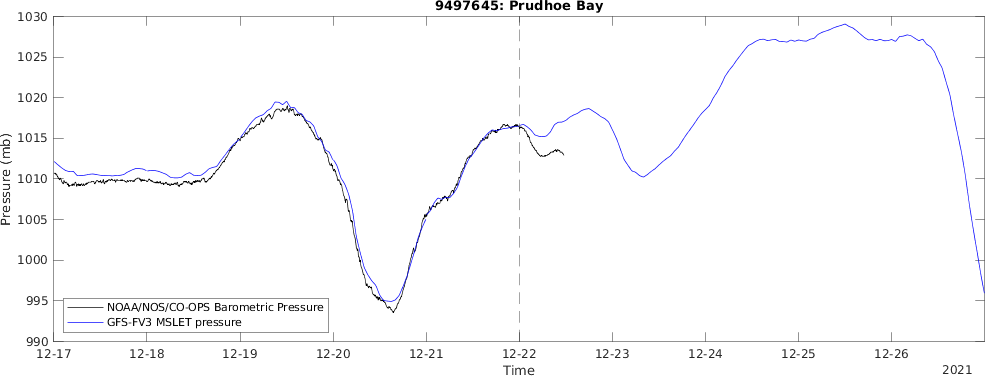 9497645: Prudhoe Bay
1030
1025
1020
1015
1010
1005
1000
995
990
Pressure (mb)
NOAA/NOS/CO-OPS Barometric Pressure
GFS-FV3 MSLET pressure
12-17 12-18 12-19 12-20 12-21 12-22 12-23 12-24 12-25 12-26
Time
2021